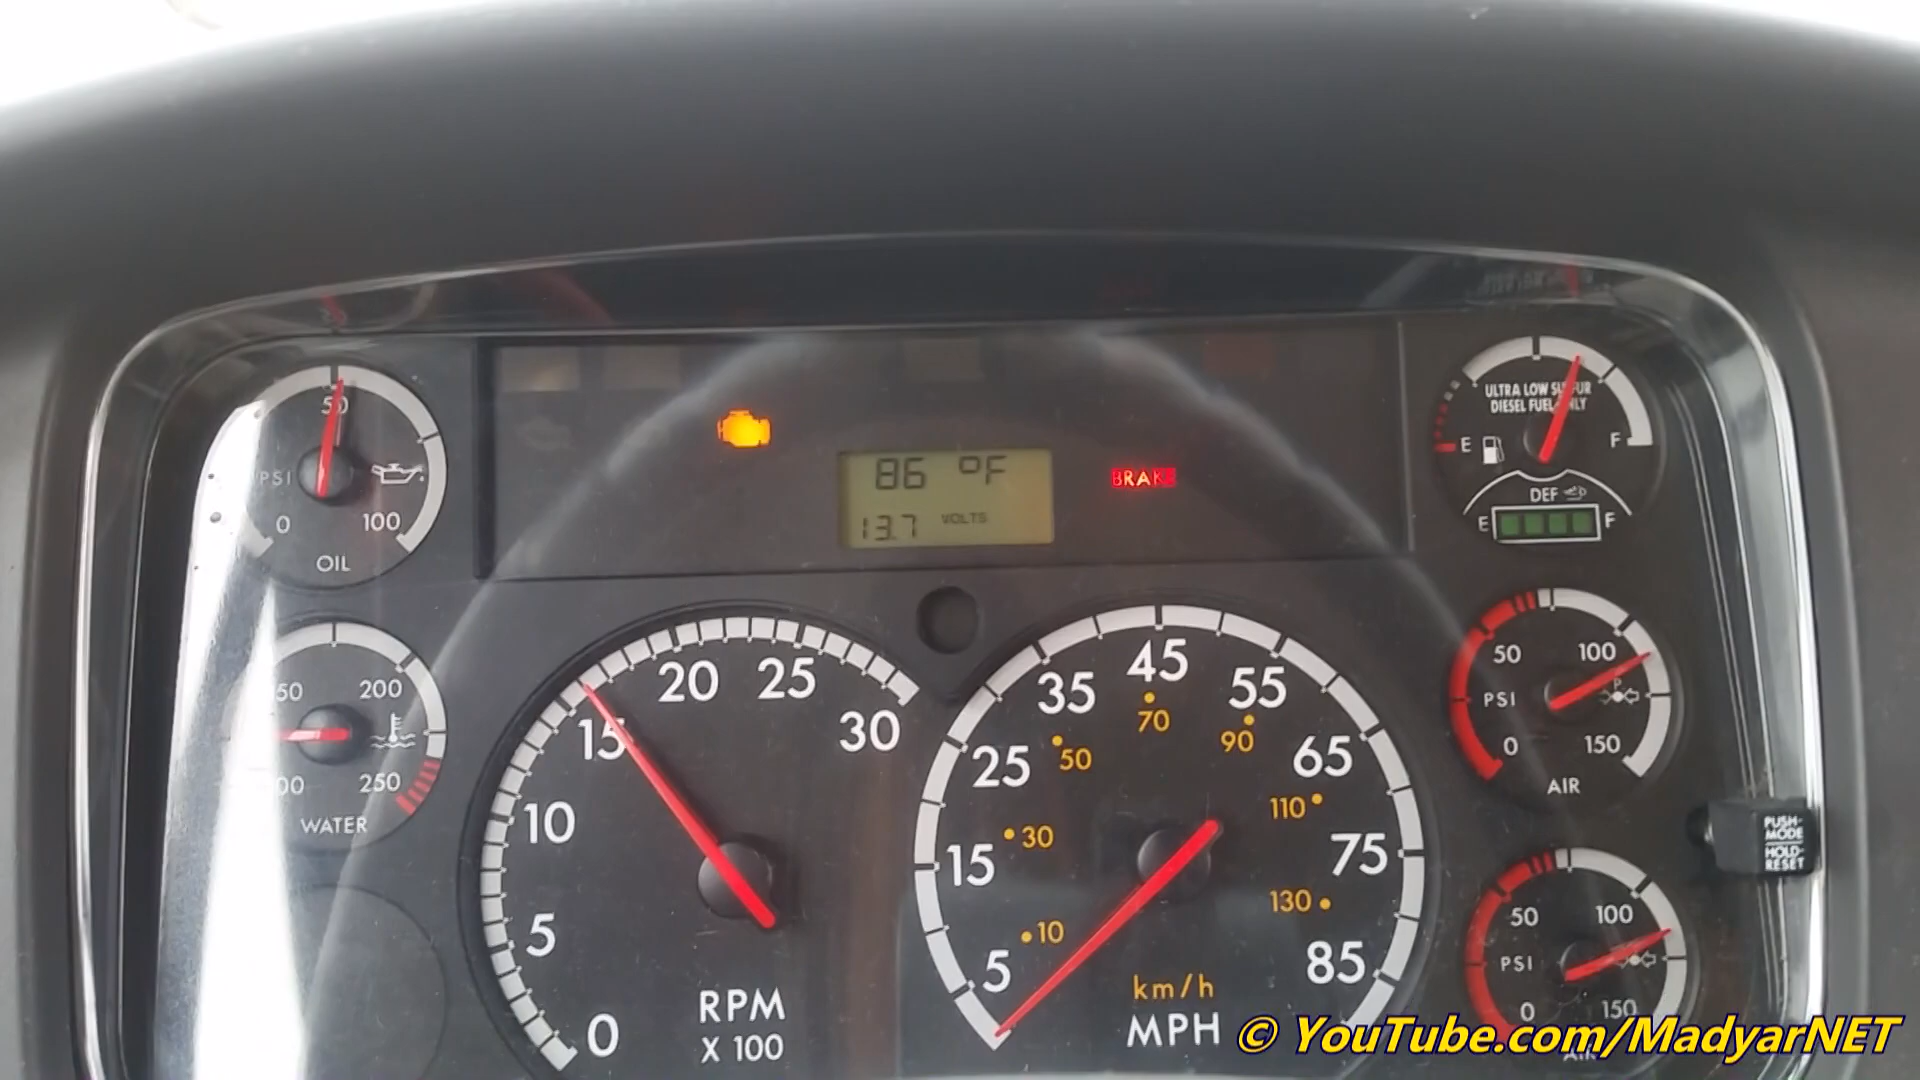 50
PSI
0
100
OIL
200
250
WATER
86 °F
13.7 VOLTS
BRAKE
ULTRA LOW SULFUR
DIESEL FUEL ONLY
E
F
DEF
E
F
0
5
10
15
20
25
30
RPM
X 100
5
15
25
35
45
55
65
75
85
10
30
50
70
90
110
130
km/h
MPH
50
100
PSI
P
0
150
AIR
PUSH-
MODE
HOLD-
RESET
50
100
PSI
0
150
AIR
© YouTube.com/MadyarNET